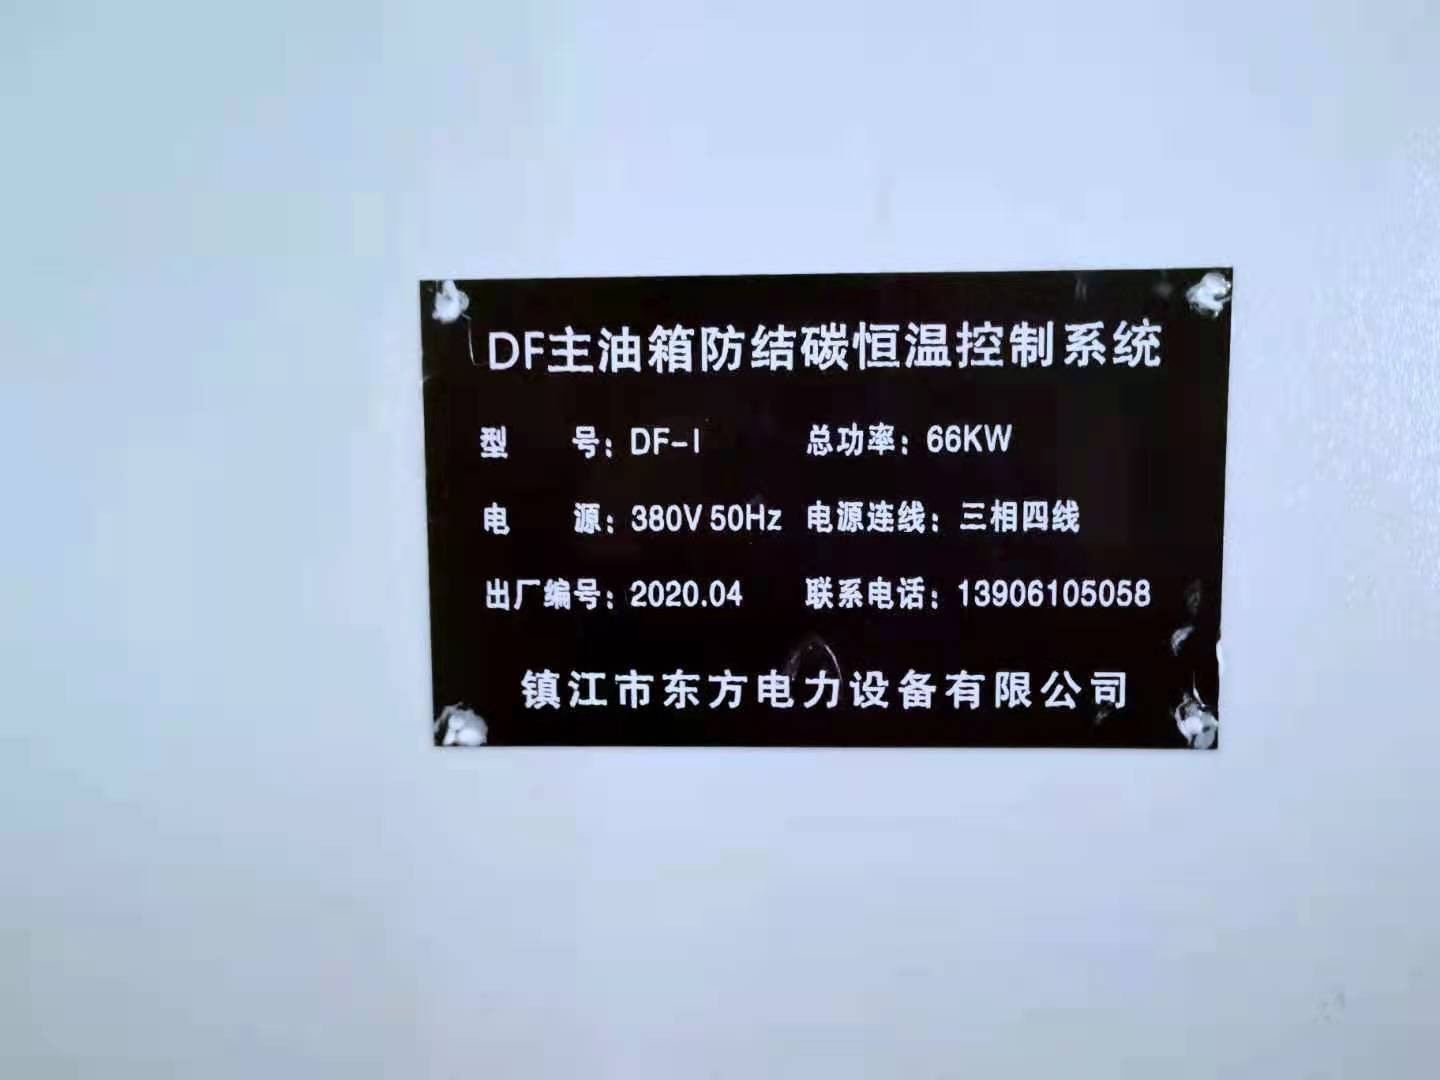 DF主油箱防结碳恒温控制系统
型 号：DF-I 总功率：66KW
电 源：380V 50Hz 电源连线：三相四线
出厂编号：2020.04 联系电话：13906105058
镇江市东方电力设备有限公司